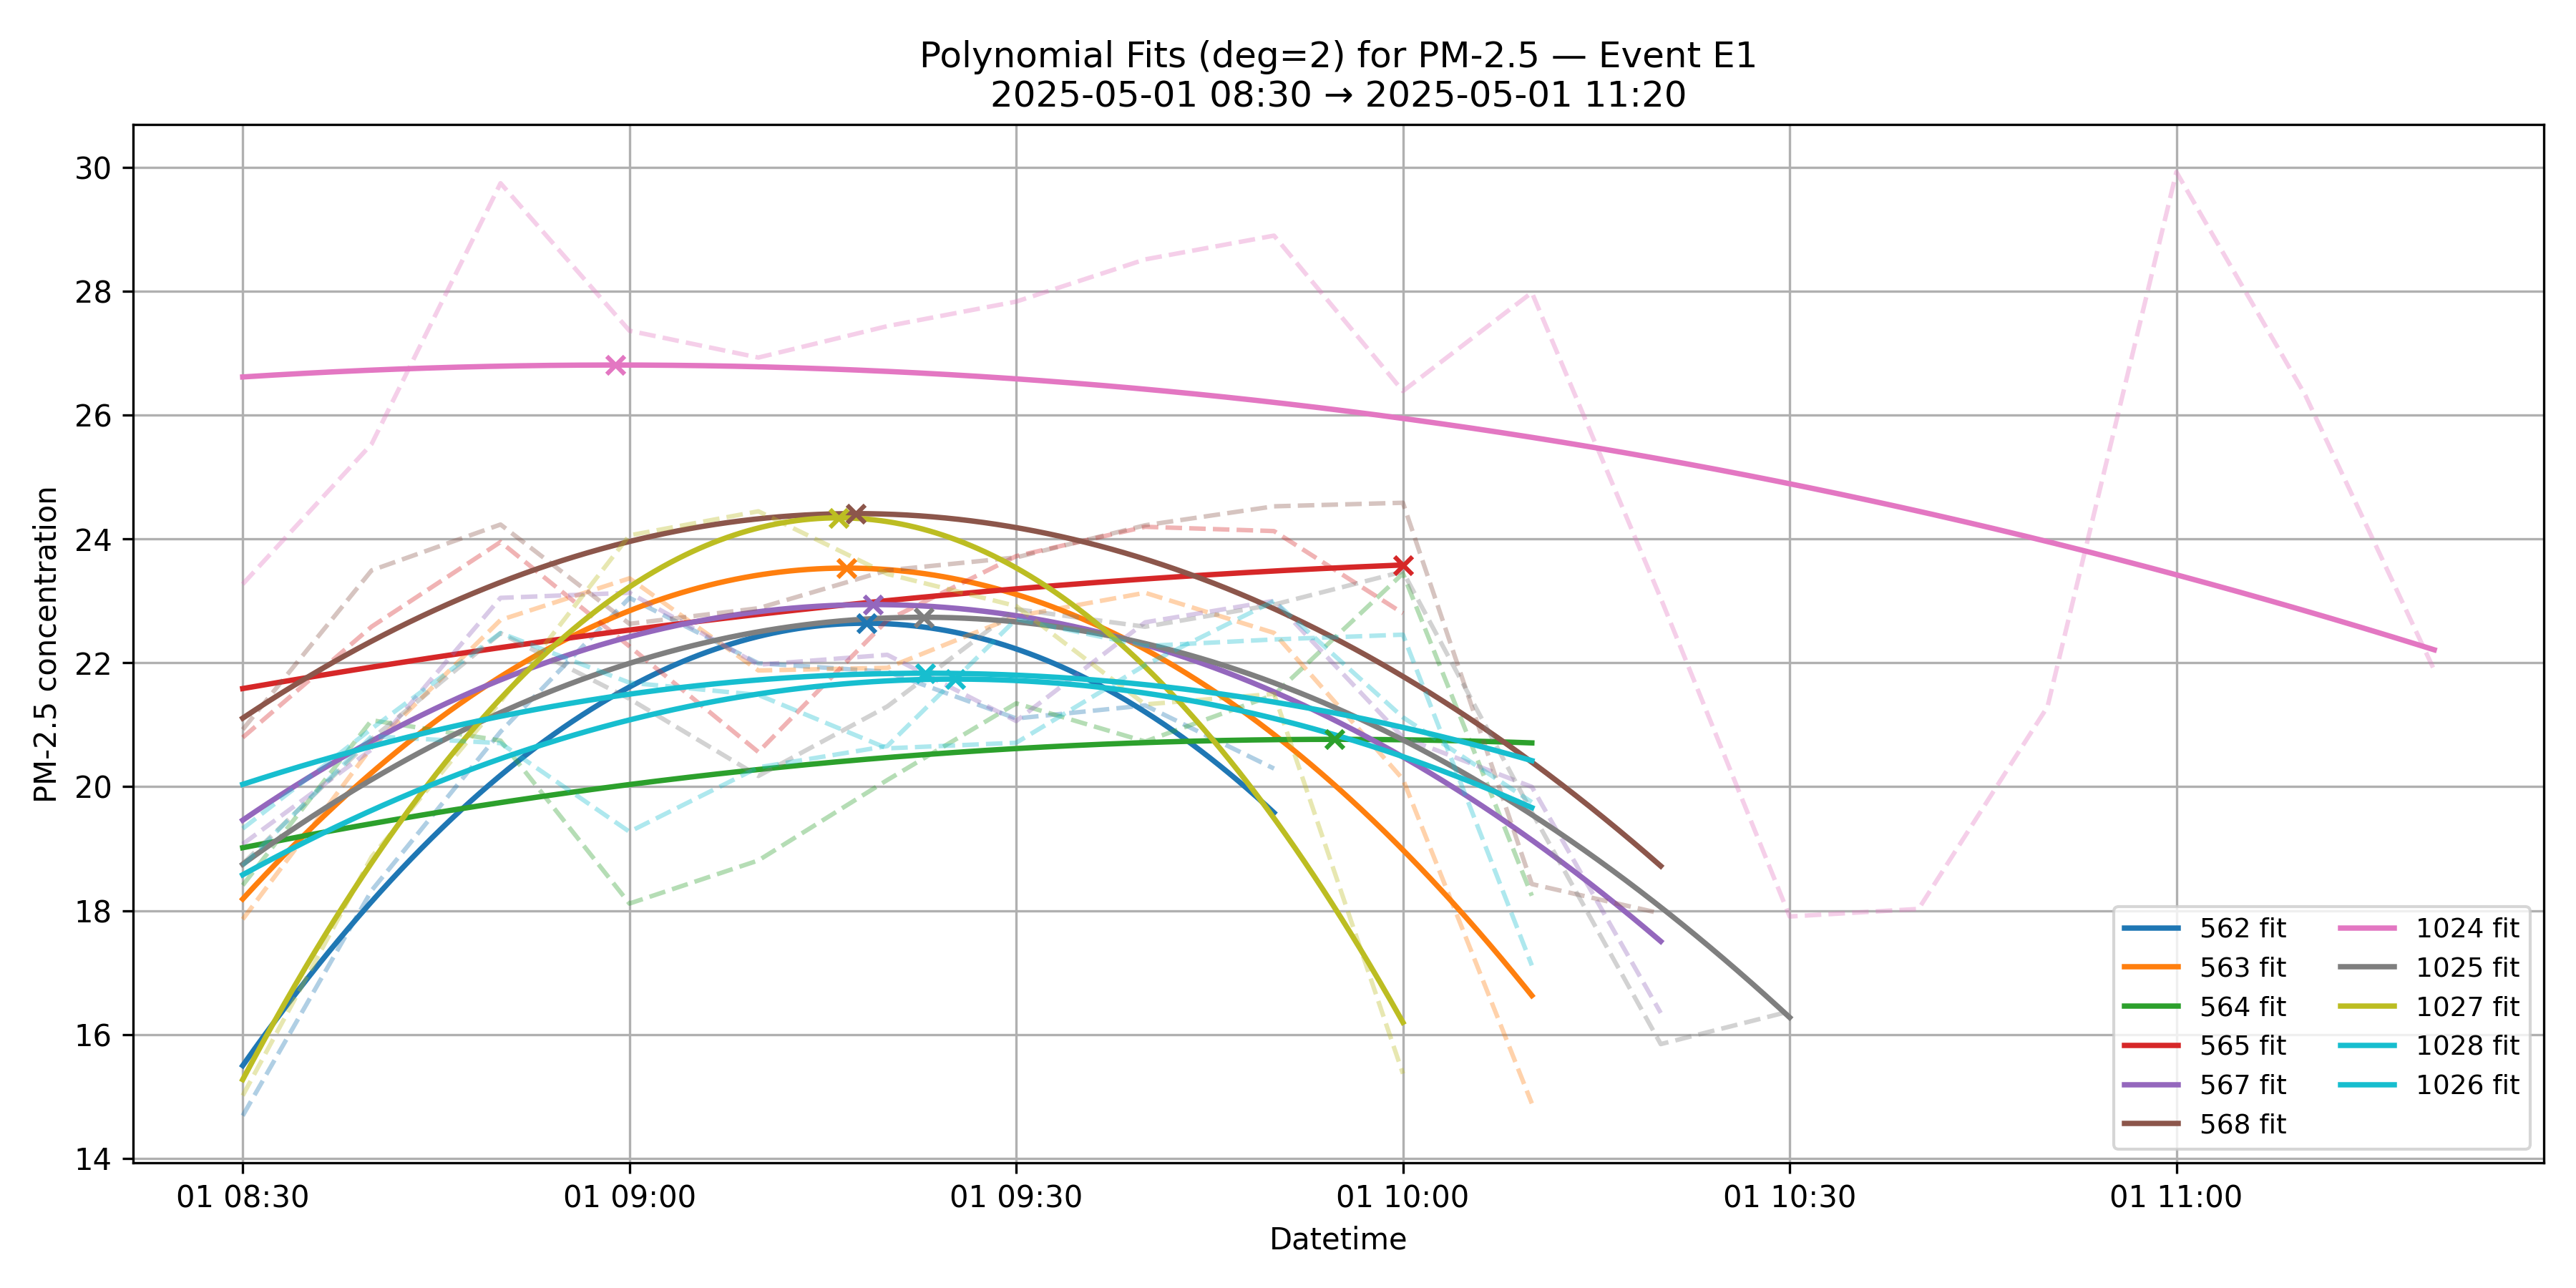 Polynomial Fits (deg=2) for PM-2.5 — Event E1
2025-05-01 08:30 → 2025-05-01 11:20
PM-2.5 concentration
30
28
26
24
22
20
18
16
14
01 08:30
01 09:00
01 09:30
01 10:00
01 10:30
01 11:00
Datetime
562 fit
563 fit
564 fit
565 fit
567 fit
568 fit
1024 fit
1025 fit
1027 fit
1028 fit
1026 fit